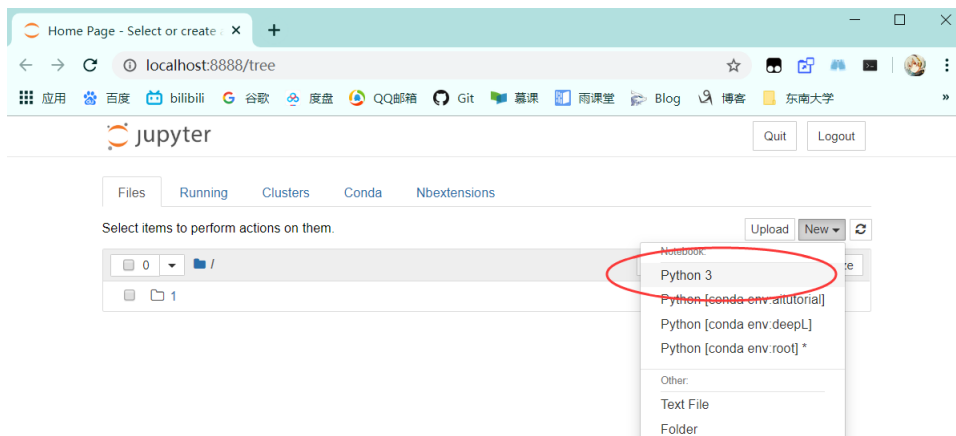 Home Page - Select or create a
localhost:8888/tree
应用 百度 bilibili 谷歌 度盘 QQ邮箱 Git 慕课 雨课堂 Blog 博客 东南大学 »
jupyter Quit Logout
Files Running Clusters Conda Nbextensions
Select items to perform actions on them. Upload New
Notebook:
0 / ze
Python 3
1
Python [conda env:aitutorial]
Python [conda env:deepL]
Python [conda env:root] *
Other:
Text File
Folder